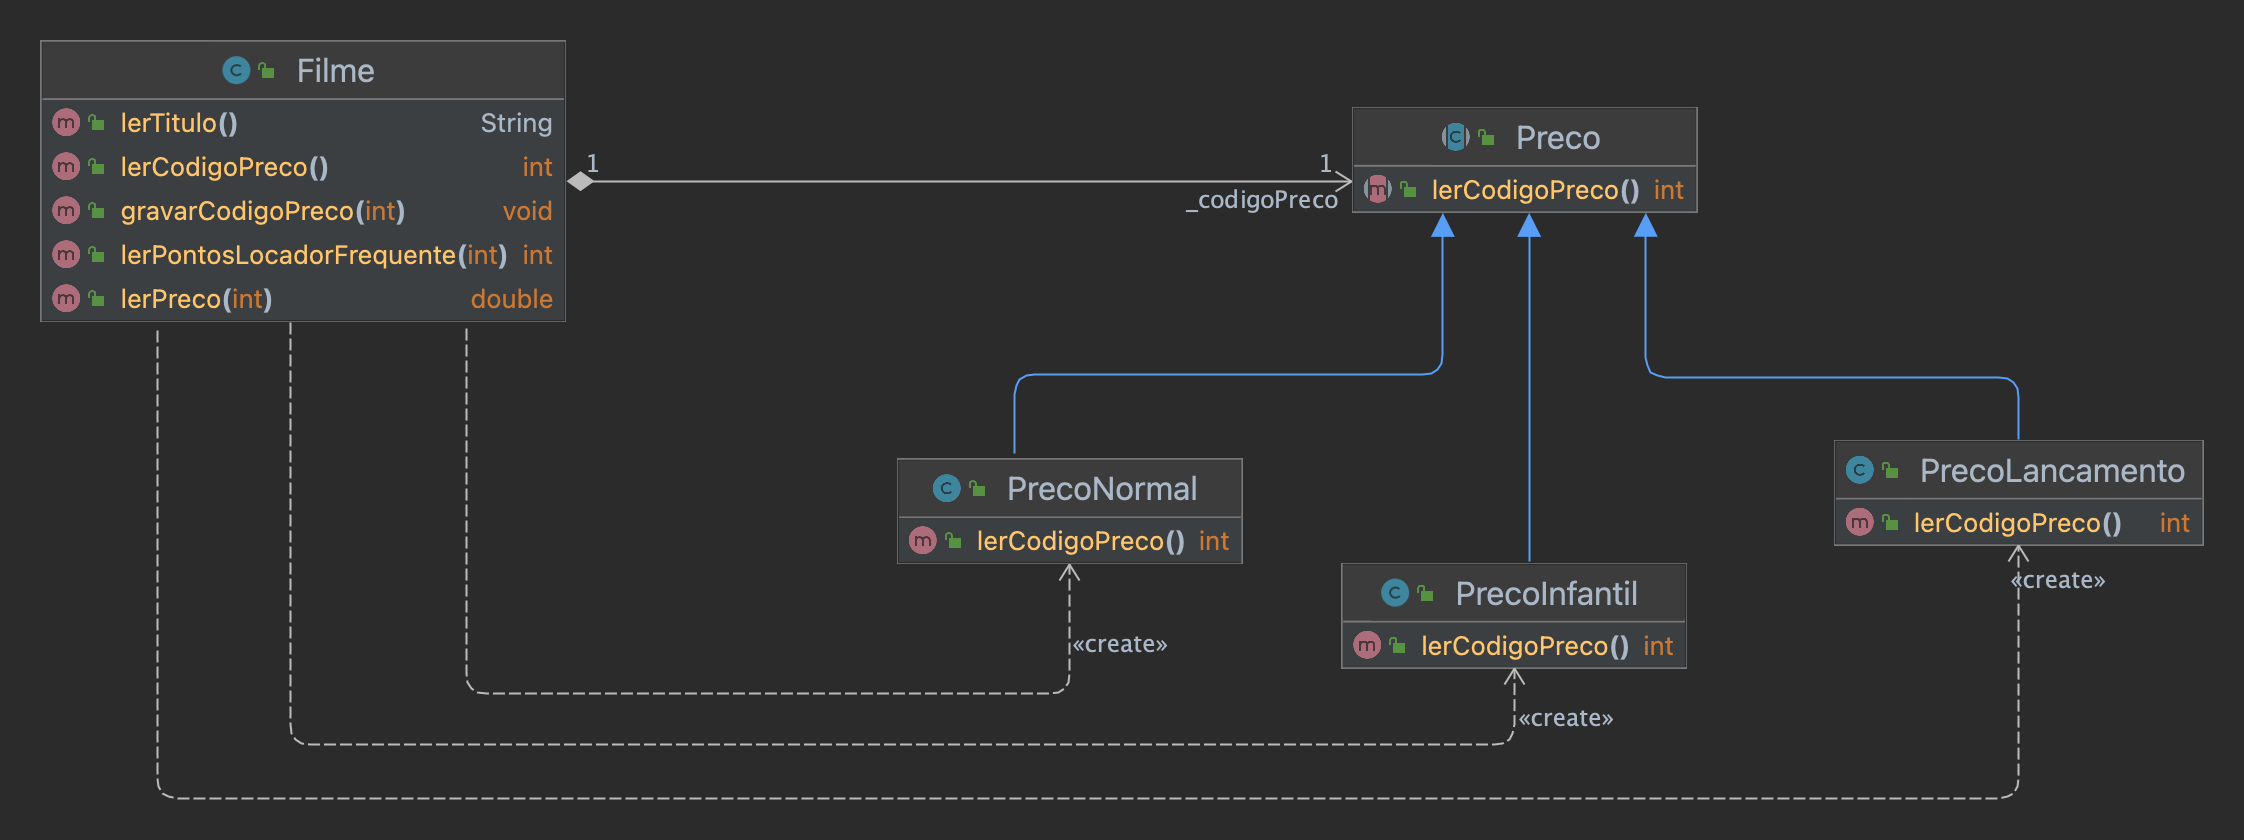 Filme
lerTitulo() String
lerCodigoPreco() int
gravarCodigoPreco(int) void
lerPontosLocadorFrequente(int) int
lerPreco(int) double
1
1
_codigoPreco
Preco
lerCodigoPreco() int
PrecoNormal
lerCodigoPreco() int
«create»
PrecoInfantil
lerCodigoPreco() int
«create»
PrecoLancamento
lerCodigoPreco() int
«create»